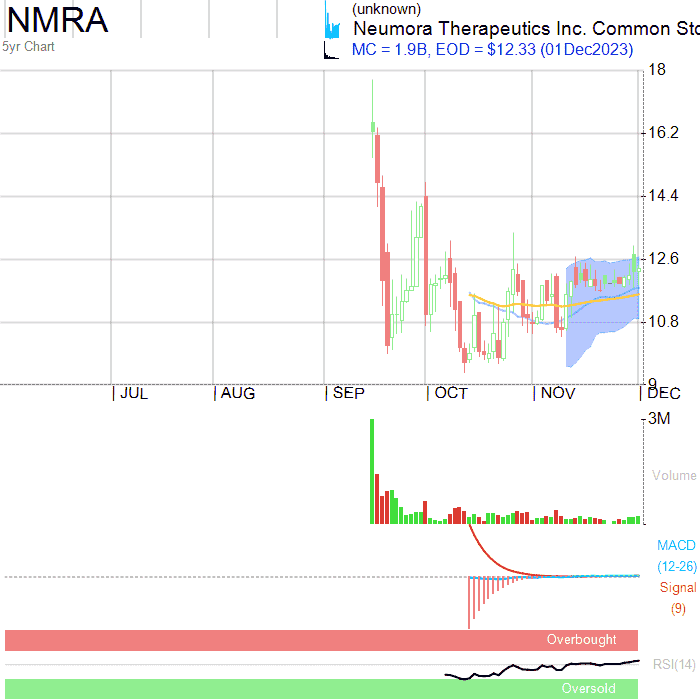 NMRA
(unknown)
Neumora Therapeutics Inc. Common Sto
5yr Chart
MC = 1.9B, EOD = $12.33 (01Dec2023)
18
16.2
14.4
12.6
10.8
9
JUL AUG SEP OCT NOV DEC
3M
Volume
MACD
(12-26)
Signal
(9)
Overbought
RSI(14)
Oversold